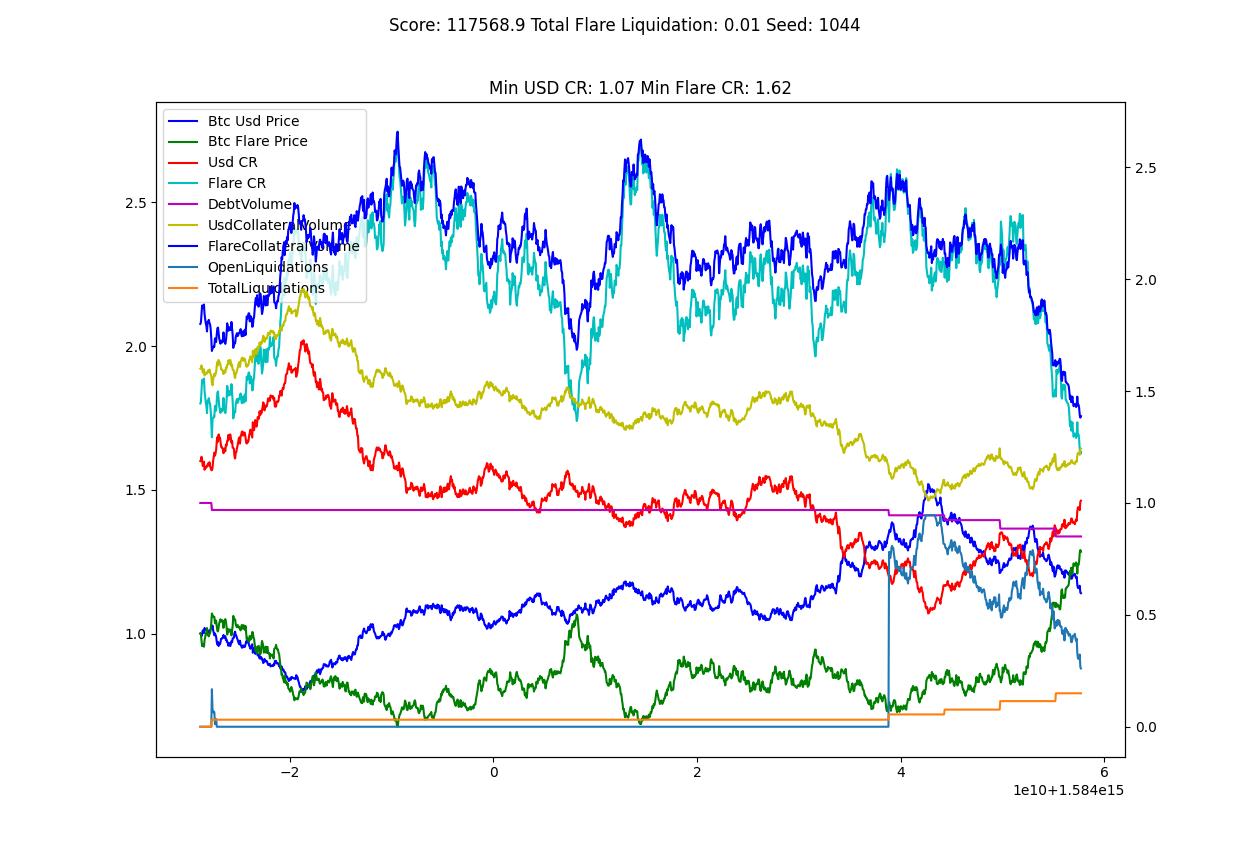 Score: 117568.9 Total Flare Liquidation: 0.01 Seed: 1044
Min USD CR: 1.07 Min Flare CR: 1.62
Btc Usd Price
Btc Flare Price
Usd CR
Flare CR
DebtVolume
UsdCollateralVolume
FlareCollateralVolume
OpenLiquidations
TotalLiquidations
2.5
2.0
1.5
1.0
2.5
2.0
1.5
1.0
0.5
0.0
−2
0
2
4
6
1e10+1.584e15